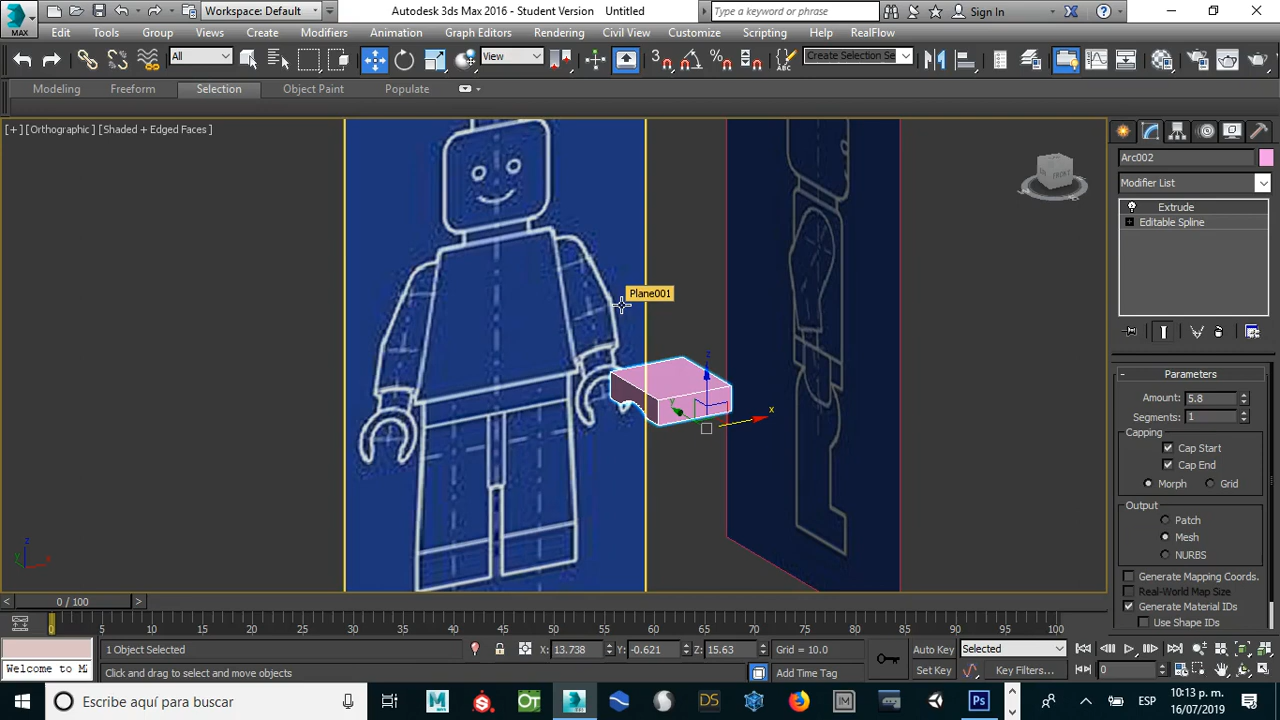 MAX
Workspace: Default
Autodesk 3ds Max 2016 - Student Version    Untitled
Type a keyword or phrase
Sign In
Edit Tools Group Views Create Modifiers Animation Graph Editors Rendering Civil View Customize Scripting Help RealFlow
All
View
3
Create Selection Se
Modeling Freeform Selection Object Paint Populate
[+] [Orthographic] [Shaded + Edged Faces]
FRONT
Arc002
Modifier List
Extrude
Editable Spline
Plane001
z
x
y
- Parameters
Amount: 5.8
Segments: 1
Capping
Cap Start
Cap End
Morph Grid
Output
Patch
Mesh
NURBS
Generate Mapping Coords.
Real-World Map Size
Generate Material IDs
Use Shape IDs
z
y x
< 0 / 100 >
0 5 10 15 20 25 30 35 40 45 50 55 60 65 70 75 80 85 90 95 100
1 Object Selected
X: 13.738 Y: -0.621 Z: 15.63
Grid = 10.0
Auto Key
Selected
Welcome to M
Click and drag to select and move objects
Add Time Tag
Set Key
Key Filters...
0
Escribe aquí para buscar
M
OT
DS
M
Ps
ESP
10:13 p. m.
16/07/2019